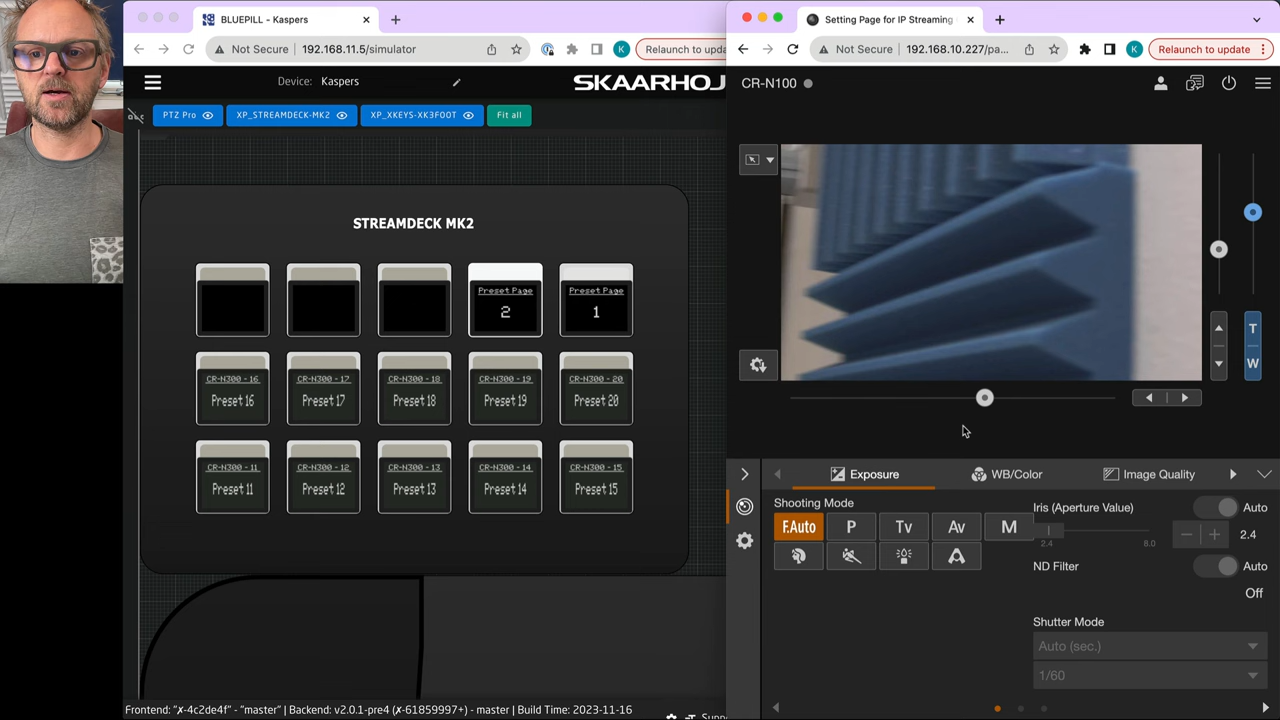 BLUEPILL - Kaspers
Not Secure
192.168.11.5/simulator
K
Relaunch to upda
Device:
Kaspers
SKAARHOJ
PTZ Pro
XP_STREAMDECK-MK2
XP_XKEYS-XK3FOOT
Fit all
STREAMDECK MK2
Preset Page
2
Preset Page
1
CR-N300 - 16
Preset 16
CR-N300 - 17
Preset 17
CR-N300 - 18
Preset 18
CR-N300 - 19
Preset 19
CR-N300 - 20
Preset 20
CR-N300 - 11
Preset 11
CR-N300 - 12
Preset 12
CR-N300 - 13
Preset 13
CR-N300 - 14
Preset 14
CR-N300 - 15
Preset 15
Frontend: "✗-4c2de4f" - "master" | Backend: v2.0.1-pre4 (✗-61859997+) - master | Build Time: 2023-11-16
Supp
Setting Page for IP Streaming
Not Secure
192.168.10.227/pa...
K
Relaunch to update
CR-N100
T
W
Exposure
WB/Color
Image Quality
Shooting Mode
F.Auto
P
Tv
Av
M
A
Iris (Aperture Value)
Auto
2.4
8.0
2.4
ND Filter
Auto
Off
Shutter Mode
Auto (sec.)
1/60